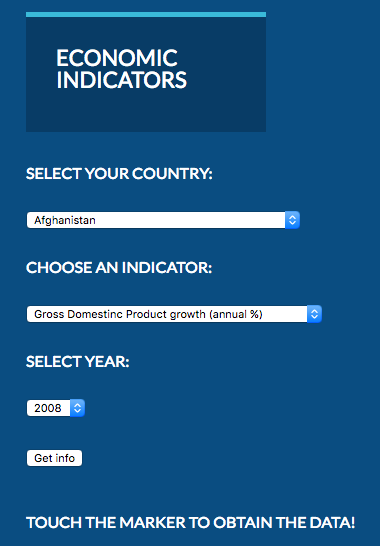 ECONOMIC
INDICATORS
SELECT YOUR COUNTRY:
Afghanistan
CHOOSE AN INDICATOR:
Gross Domestinc Product growth (annual %)
SELECT YEAR:
2008
Get info
TOUCH THE MARKER TO OBTAIN THE DATA!